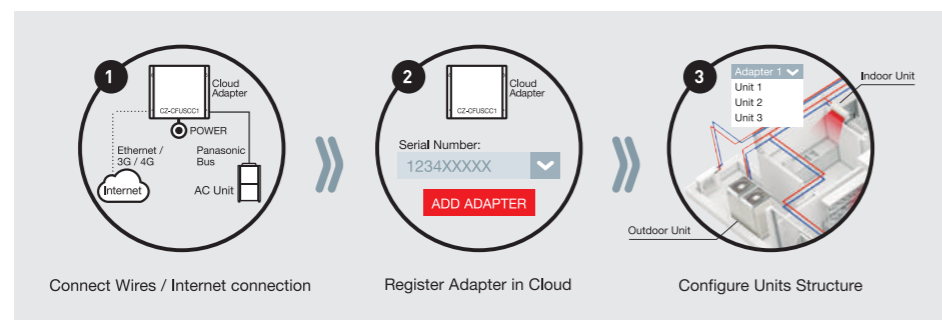 1
Cloud
Adapter
CZ-CFUSCC1
POWER
Ethernet /
3G / 4G
Panasonic
Bus
Internet
AC Unit
Connect Wires / Internet connection
2
Cloud
Adapter
CZ-CFUSCC1
Serial Number:
1234XXXXX
ADD ADAPTER
Register Adapter in Cloud
3
Adapter 1
Unit 1
Unit 2
Unit 3
Indoor Unit
Outdoor Unit
Configure Units Structure